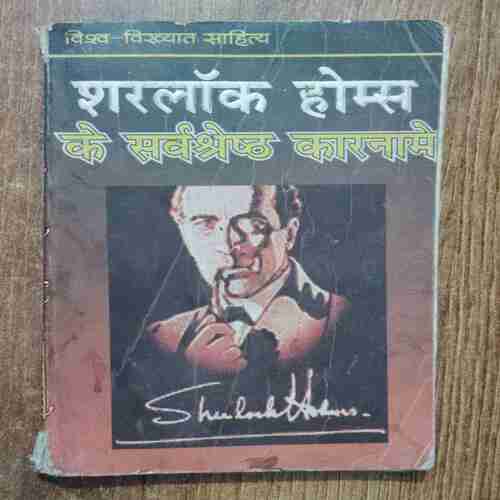 विश्व-विख्यात साहित्य
शरलॉक होम्स
के सर्वश्रेष्ठ कारनामे
Sherlock Holmes.